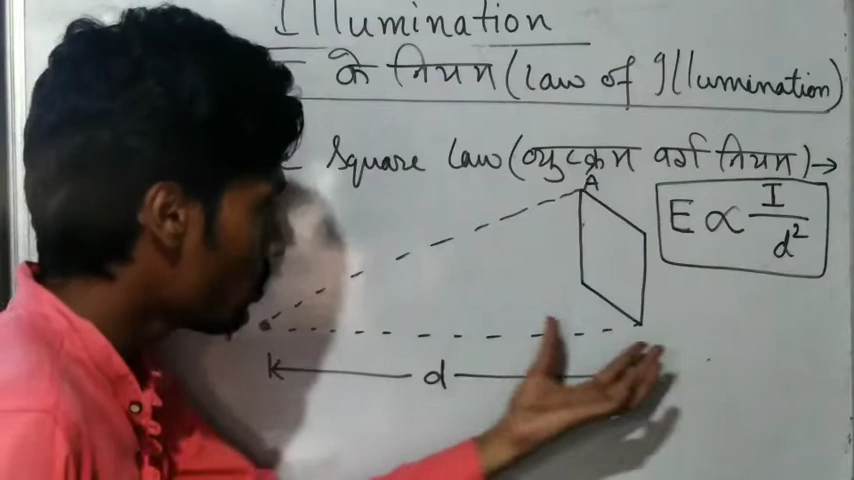 Illumination
के नियम (Law of Illumination)
Square Law (व्युत्क्रम वर्ग नियम) →
A
E ∝ I / d²
d